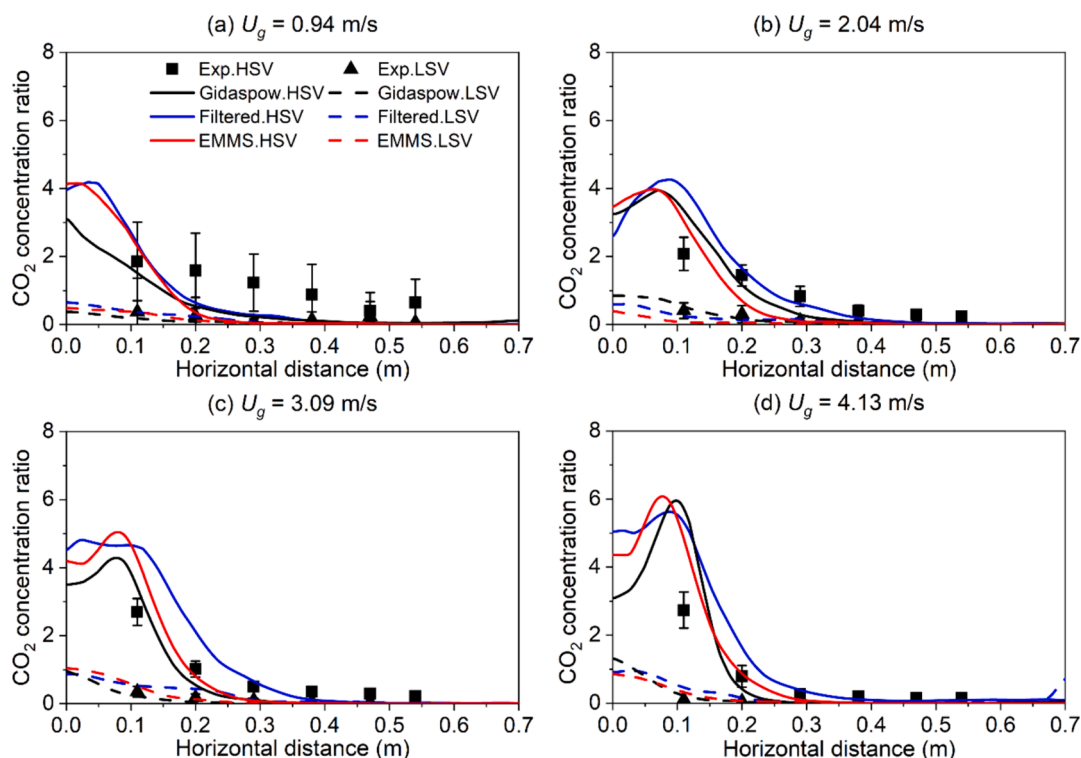 (a) U_g = 0.94 m/s
CO₂ concentration ratio
8
6
4
2
0
Exp.HSV Exp.LSV
Gidaspow.HSV Gidaspow.LSV
Filtered.HSV Filtered.LSV
EMMS.HSV EMMS.LSV
0.0 0.1 0.2 0.3 0.4 0.5 0.6 0.7
Horizontal distance (m)
(b) U_g = 2.04 m/s
CO₂ concentration ratio
8
6
4
2
0
0.0 0.1 0.2 0.3 0.4 0.5 0.6 0.7
Horizontal distance (m)
(c) U_g = 3.09 m/s
CO₂ concentration ratio
8
6
4
2
0
0.0 0.1 0.2 0.3 0.4 0.5 0.6 0.7
Horizontal distance (m)
(d) U_g = 4.13 m/s
CO₂ concentration ratio
8
6
4
2
0
0.0 0.1 0.2 0.3 0.4 0.5 0.6 0.7
Horizontal distance (m)